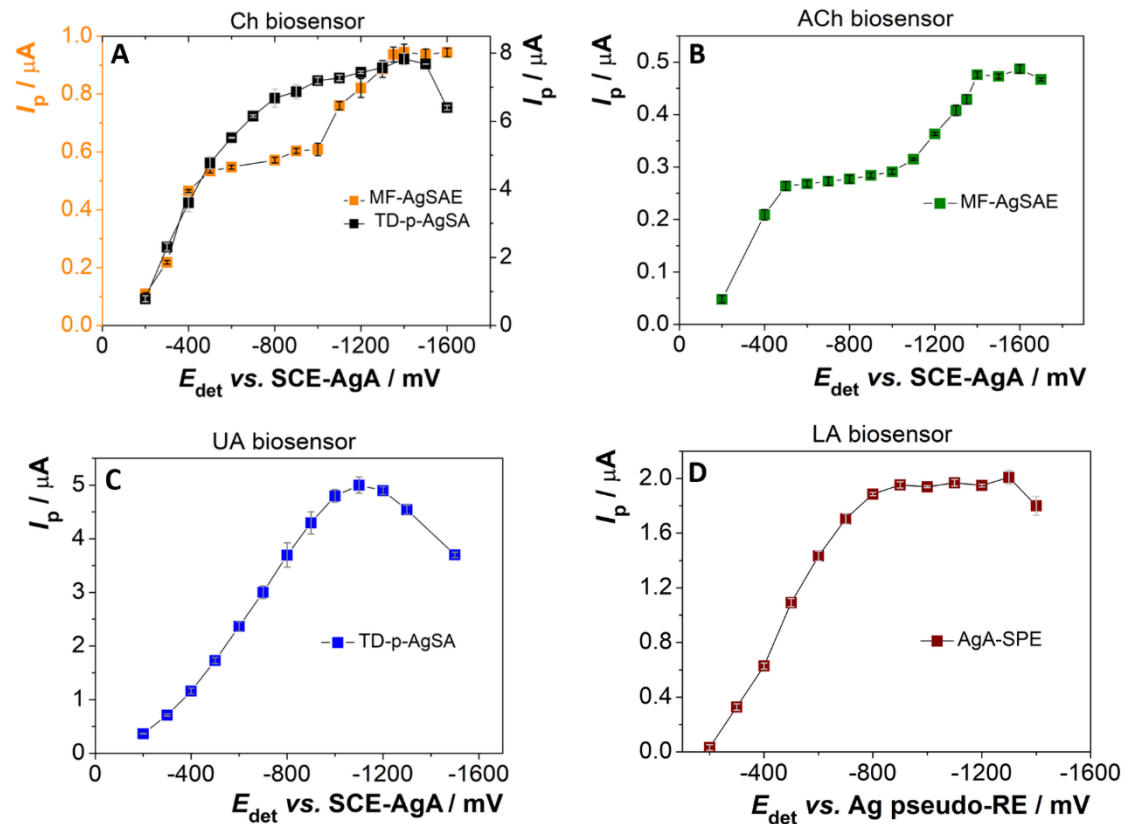 Ch biosensor
A
Ip / μA
1.0
0.8
0.6
0.4
0.2
0.0
8
6
4
2
0
Ip / μA
MF-AgSAE
TD-p-AgSA
0 -400 -800 -1200 -1600
Edet vs. SCE-AgA / mV
ACh biosensor
B
Ip / μA
0.5
0.4
0.3
0.2
0.1
0.0
MF-AgSAE
0 -400 -800 -1200 -1600
Edet vs. SCE-AgA / mV
UA biosensor
C
Ip / μA
5
4
3
2
1
0
TD-p-AgSA
0 -400 -800 -1200 -1600
Edet vs. SCE-AgA / mV
LA biosensor
D
Ip / μA
2.0
1.6
1.2
0.8
0.4
0.0
AgA-SPE
-400 -800 -1200 -1600
Edet vs. Ag pseudo-RE / mV